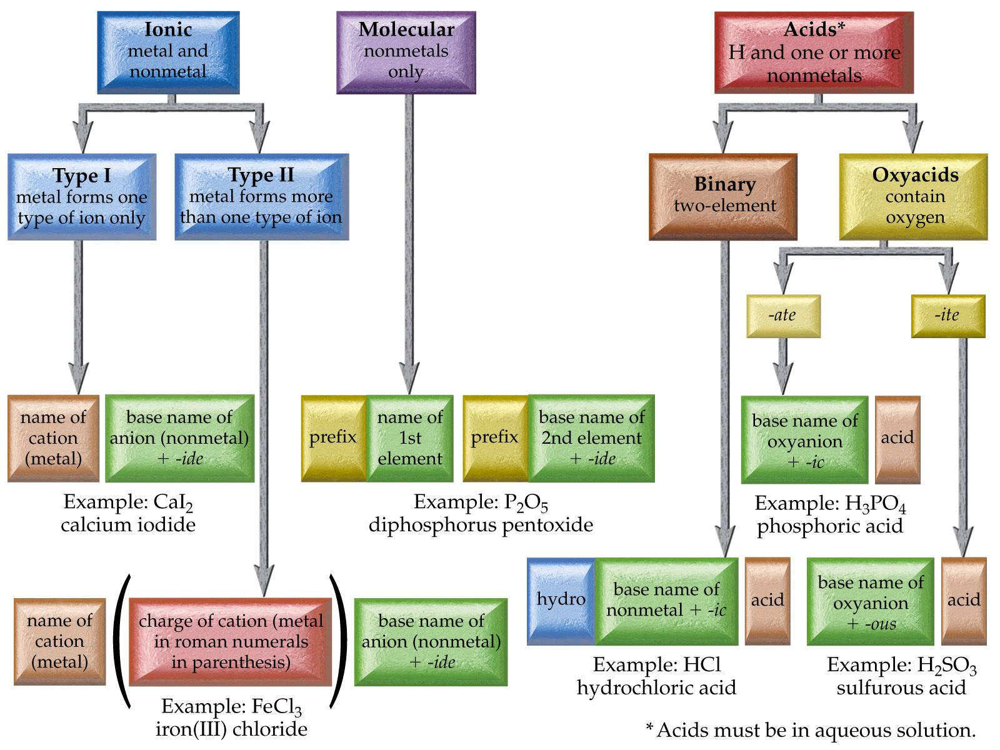 Ionic
metal and
nonmetal
Molecular
nonmetals
only
Acids*
H and one or more
nonmetals
Type I
metal forms one
type of ion only
Type II
metal forms more
than one type of ion
Binary
two-element
Oxyacids
contain
oxygen
-ate
-ite
name of
cation
(metal)
base name of
anion (nonmetal)
+ -ide
Example: CaI₂
calcium iodide
prefix
name of
1st
element
prefix
base name of
2nd element
+ -ide
Example: P₂O₅
diphosphorus pentoxide
base name of
oxyanion
+ -ic
acid
Example: H₃PO₄
phosphoric acid
name of
cation
(metal)
(
charge of cation (metal
in roman numerals
in parenthesis)
)
base name of
anion (nonmetal)
+ -ide
Example: FeCl₃
iron(III) chloride
hydro
base name of
nonmetal + -ic
acid
Example: HCl
hydrochloric acid
base name of
oxyanion
+ -ous
acid
Example: H₂SO₃
sulfurous acid
*Acids must be in aqueous solution.